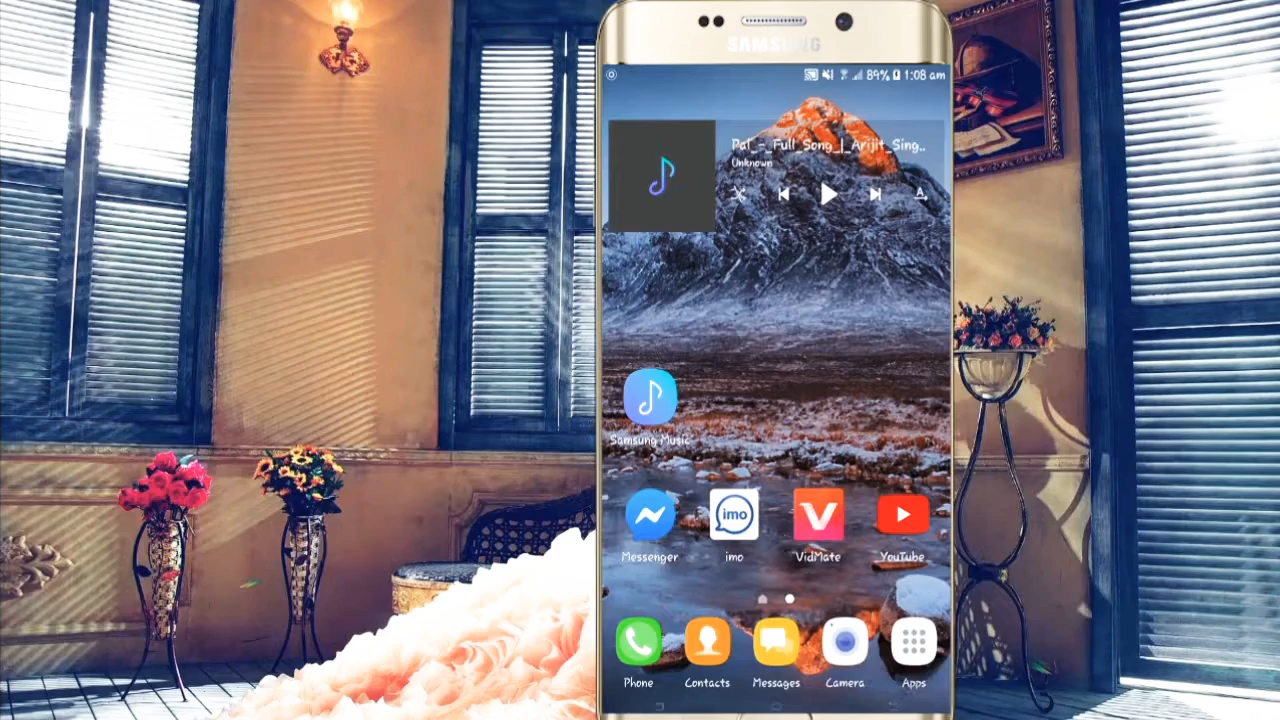 SAMSUNG
89% 1:08 am
Pal_-_Full_Song_|_Arijit_Sing..
Unknown
A
Samsung Music
imo
Messenger
imo
VidMate
YouTube
Phone
Contacts
Messages
Camera
Apps